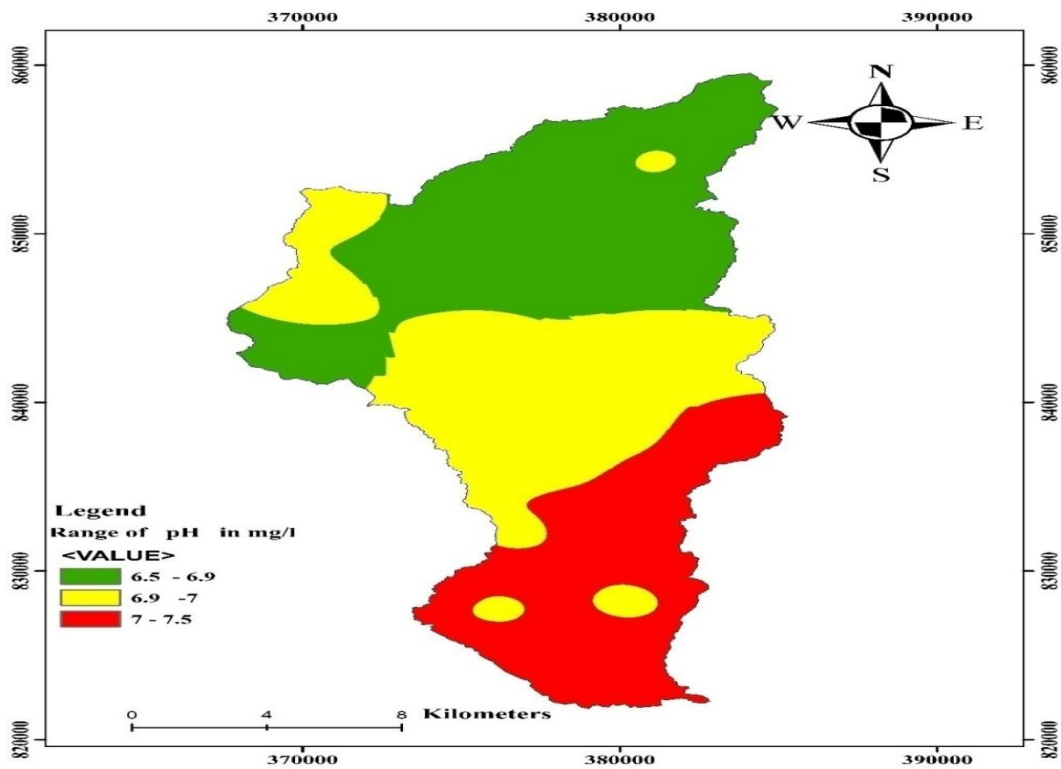 370000 380000 390000
860000 860000
N
W E
S
850000 850000
840000 840000
Legend
Range of pH in mg/l
<VALUE>
6.5 - 6.9
6.9 -7
7 - 7.5
830000 830000
0 4 8 Kilometers
820000 820000
370000 380000 390000